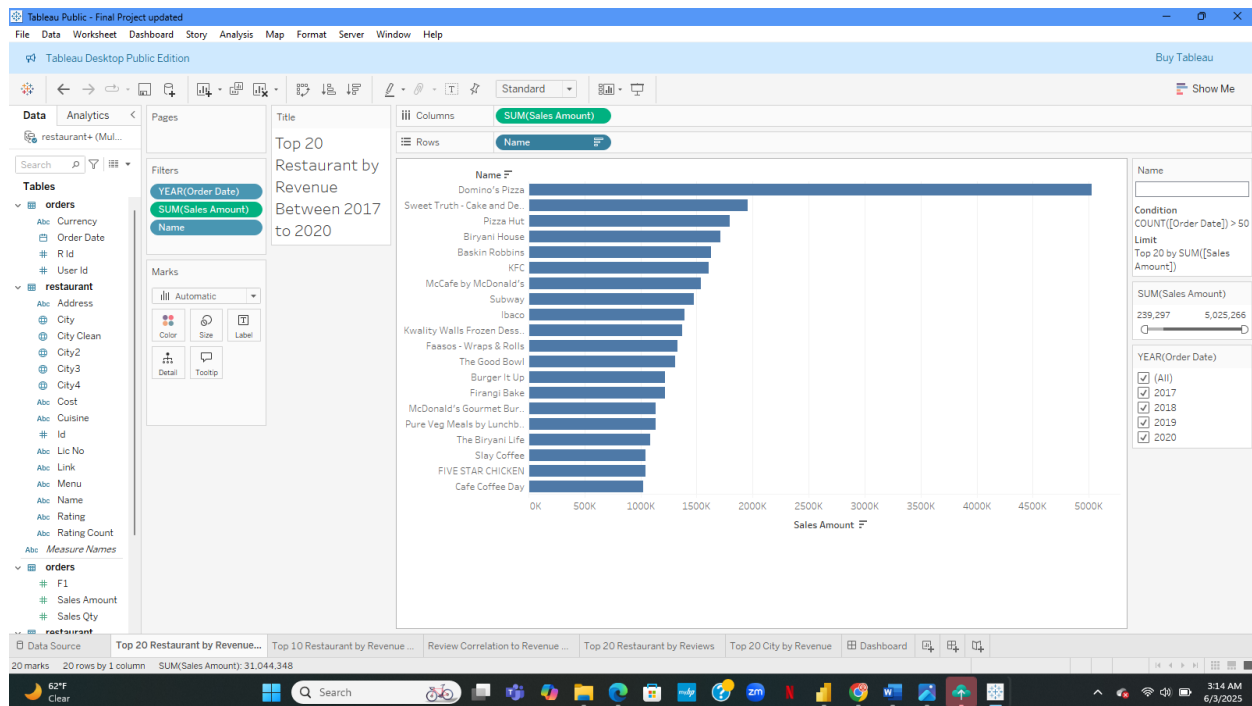 Tableau Public - Final Project updated
File Data Worksheet Dashboard Story Analysis Map Format Server Window Help
Tableau Desktop Public Edition
Buy Tableau
Standard
Show Me
Data Analytics
restaurant+ (Mul...
Search
Tables
orders
Abc Currency
Order Date
# R Id
# User Id
restaurant
Abc Address
City
City Clean
City2
City3
City4
Abc Cost
Abc Cuisine
# Id
Abc Lic No
Abc Link
Abc Menu
Abc Name
Abc Rating
Abc Rating Count
Abc Measure Names
orders
# F1
# Sales Amount
# Sales Qty
restaurant
Pages
Filters
YEAR(Order Date)
SUM(Sales Amount)
Name
Marks
Automatic
Color Size Label
Detail Tooltip
Title
Top 20
Restaurant by
Revenue
Between 2017
to 2020
Columns SUM(Sales Amount)
Rows Name
Name
Domino's Pizza
Sweet Truth - Cake and De..
Pizza Hut
Biryani House
Baskin Robbins
KFC
McCafe by McDonald's
Subway
Ibaco
Kwality Walls Frozen Dess..
Faasos - Wraps & Rolls
The Good Bowl
Burger It Up
Firangi Bake
McDonald's Gourmet Bur..
Pure Veg Meals by Lunchb..
The Biryani Life
Slay Coffee
FIVE STAR CHICKEN
Cafe Coffee Day
0K 500K 1000K 1500K 2000K 2500K 3000K 3500K 4000K 4500K 5000K
Sales Amount
Name
Condition
COUNT([Order Date]) > 50
Limit
Top 20 by SUM([Sales
Amount])
SUM(Sales Amount)
239,297 5,025,266
YEAR(Order Date)
(All)
2017
2018
2019
2020
Data Source Top 20 Restaurant by Revenue... Top 10 Restaurant by Revenue ... Review Correlation to Revenue ... Top 20 Restaurant by Reviews Top 20 City by Revenue Dashboard
20 marks 20 rows by 1 column SUM(Sales Amount): 31,044,348
62°F
Clear
Search
zm
3:14 AM
6/3/2025